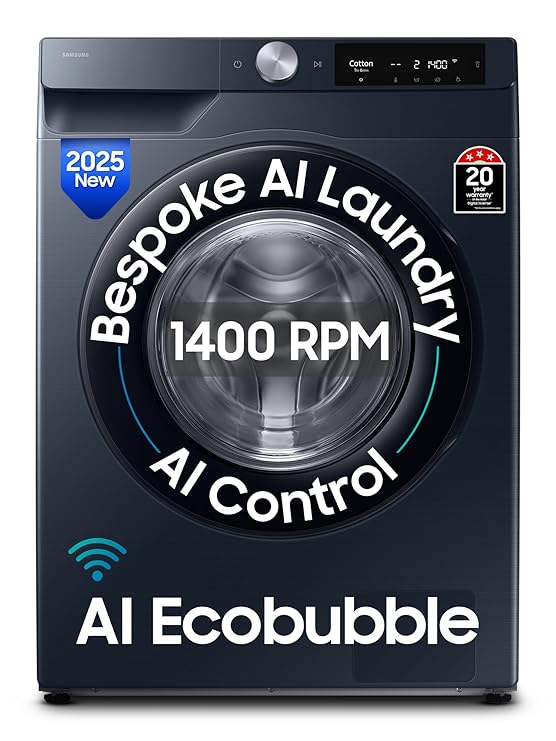 SAMSUNG
Cotton
-- 2 1400
2025
New
20
year
warranty*
Bespoke AI Laundry
1400 RPM
AI Control
AI Ecobubble